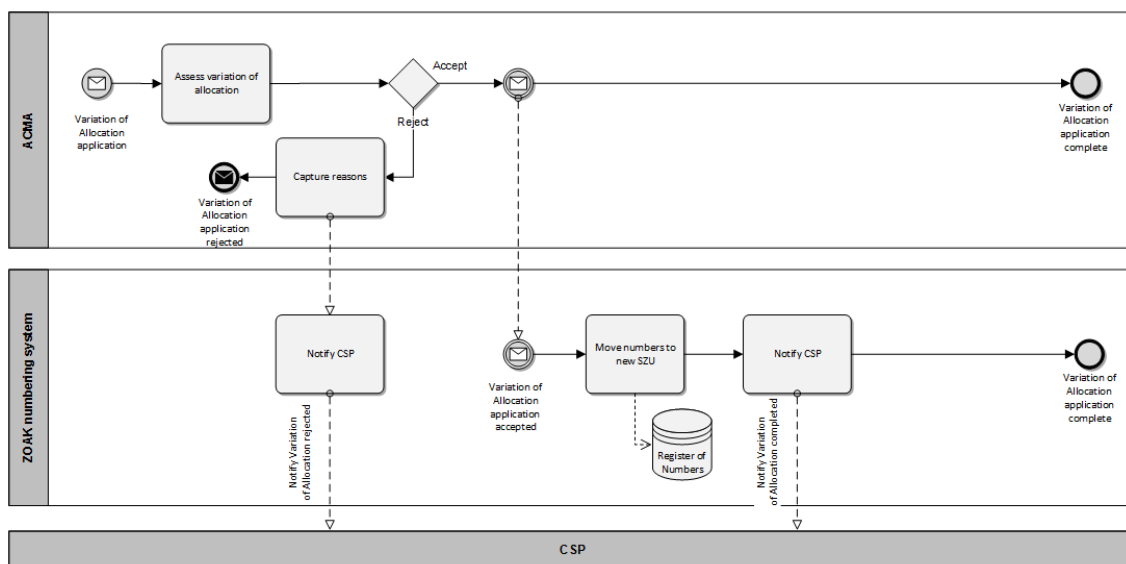 ACMA
Variation of
Allocation
application
Assess variation of
allocation
Accept
Reject
Variation of
Allocation
application
complete
Capture reasons
Variation of
Allocation
application
rejected
ZOAK numbering system
Notify CSP
Notify Variation
of Allocation rejected
Variation of
Allocation
application
accepted
Move numbers to
new SZU
Register of
Numbers
Notify CSP
Notify Variation
of Allocation completed
Variation of
Allocation
application
complete
CSP